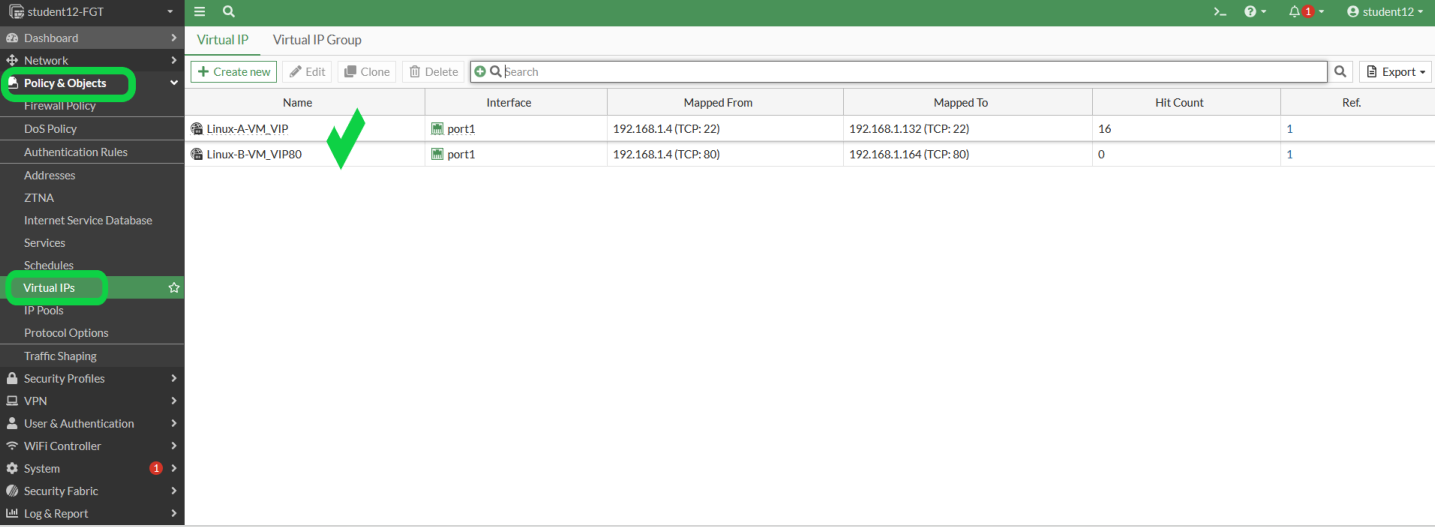 student12-FGT
>_
1
student12
Dashboard
Network
Policy & Objects
Firewall Policy
DoS Policy
Authentication Rules
Addresses
ZTNA
Internet Service Database
Services
Schedules
Virtual IPs
IP Pools
Protocol Options
Traffic Shaping
Security Profiles
VPN
User & Authentication
WiFi Controller
System 1
Security Fabric
Log & Report
Virtual IP Virtual IP Group
+ Create new Edit Clone Delete Search Export
Name Interface Mapped From Mapped To Hit Count Ref.
Linux-A-VM_VIP port1 192.168.1.4 (TCP: 22) 192.168.1.132 (TCP: 22) 16 1
Linux-B-VM_VIP80 port1 192.168.1.4 (TCP: 80) 192.168.1.164 (TCP: 80) 0 1